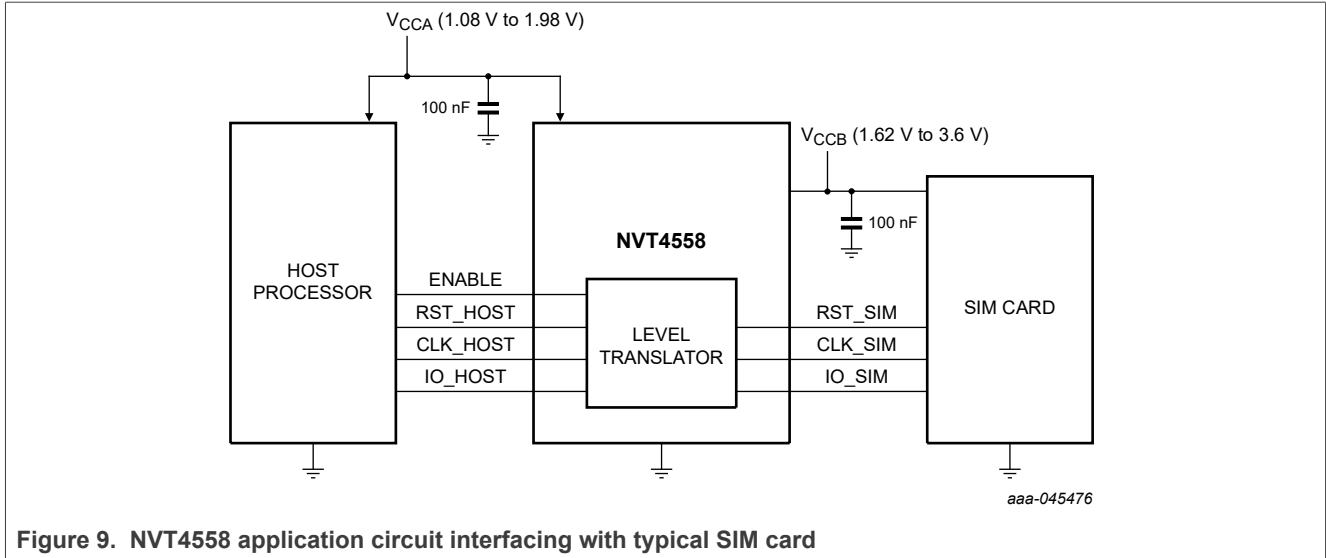 VCCA (1.08 V to 1.98 V)
100 nF
VCCB (1.62 V to 3.6 V)
100 nF
NVT4558
HOST
PROCESSOR
ENABLE
RST_HOST
CLK_HOST
IO_HOST
LEVEL
TRANSLATOR
RST_SIM
CLK_SIM
IO_SIM
SIM CARD
aaa-045476
Figure 9. NVT4558 application circuit interfacing with typical SIM card